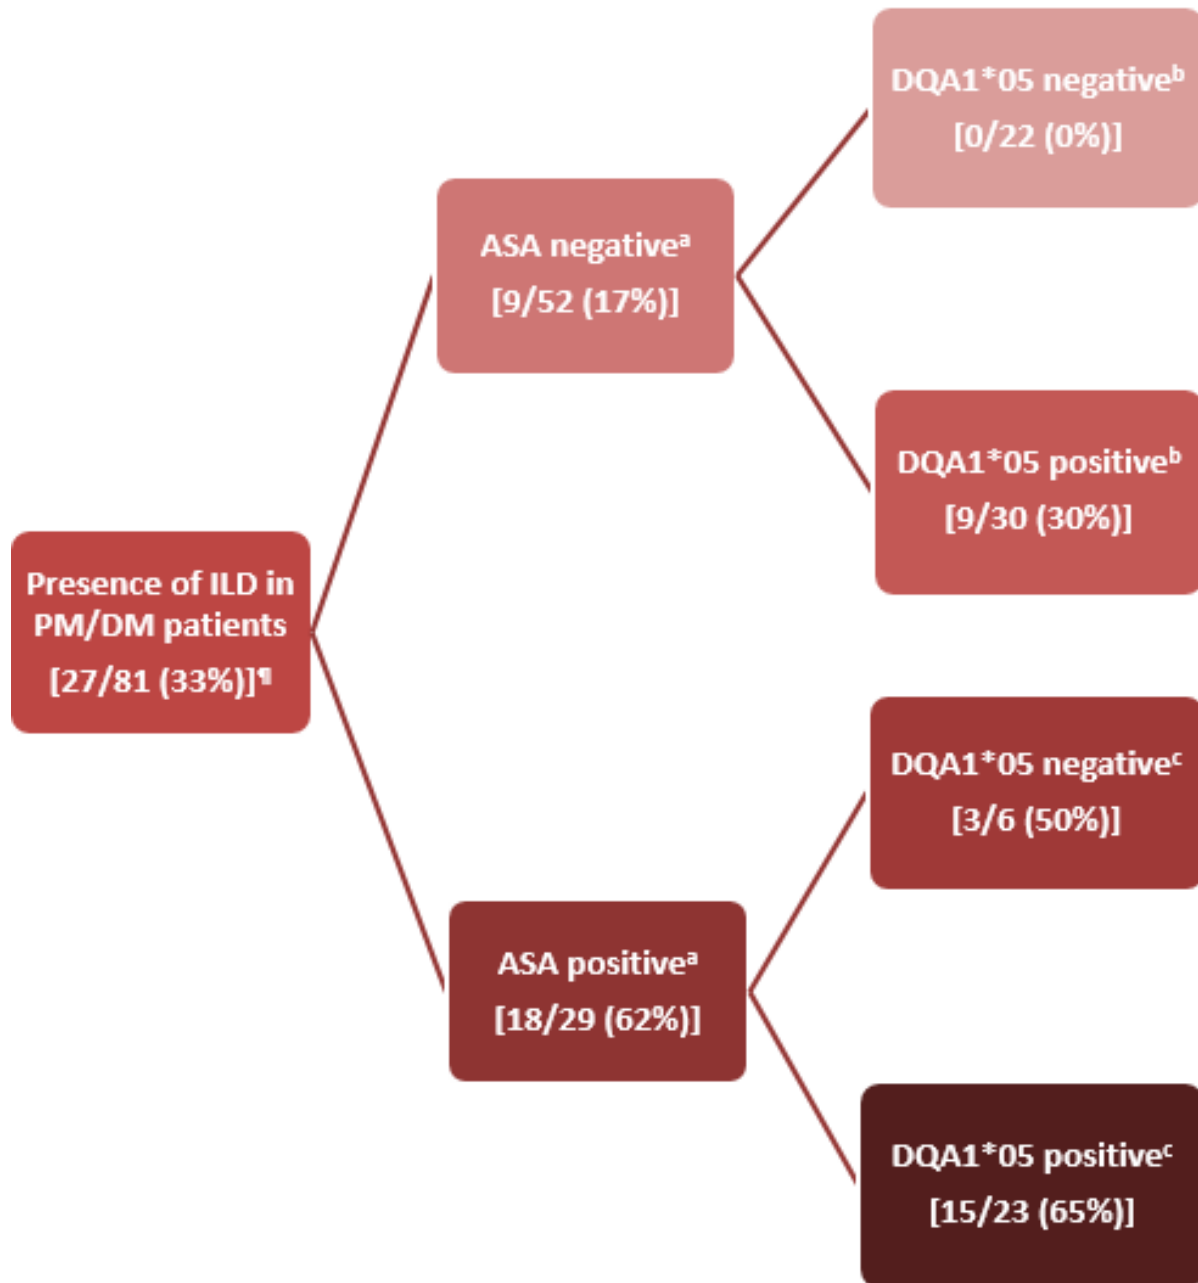 Presence of ILD in
PM/DM patients
[27/81 (33%)]¶
ASA negativeᵃ
[9/52 (17%)]
DQA1*05 negativeᵇ
[0/22 (0%)]
DQA1*05 positiveᵇ
[9/30 (30%)]
ASA positiveᵃ
[18/29 (62%)]
DQA1*05 negativeᶜ
[3/6 (50%)]
DQA1*05 positiveᶜ
[15/23 (65%)]